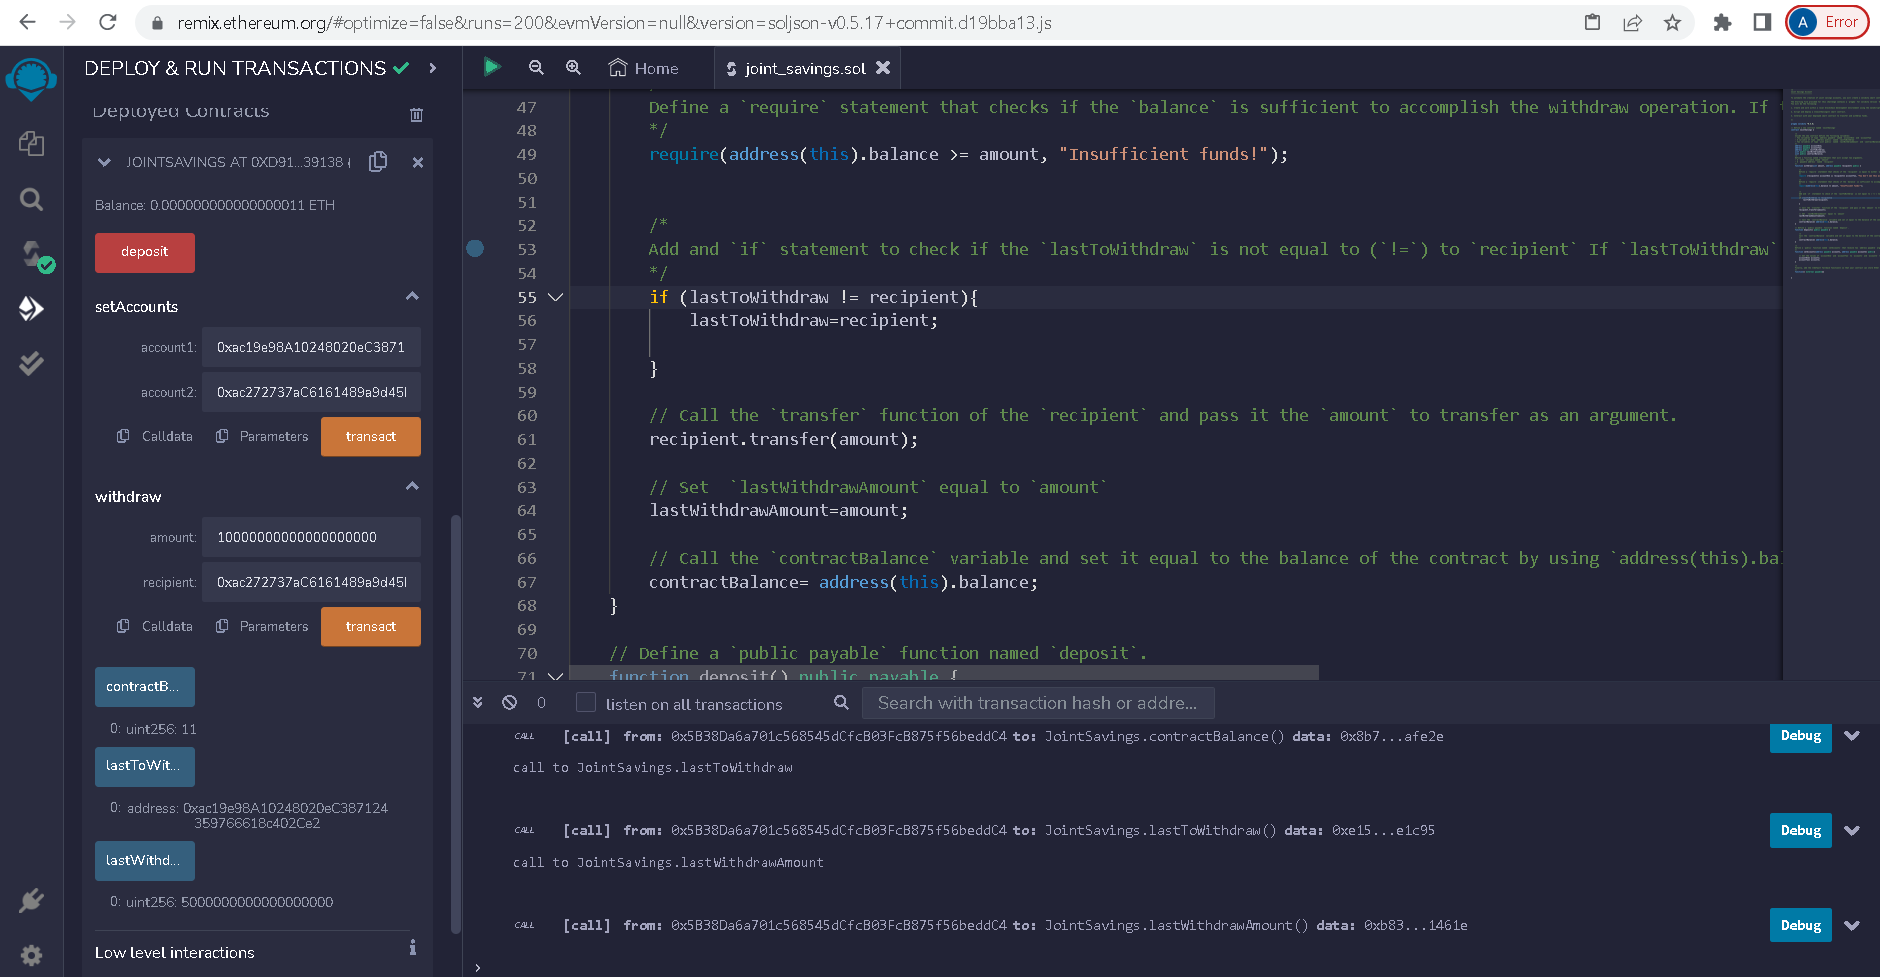 remix.ethereum.org/#optimize=false&runs=200&evmVersion=null&version=soljson-v0.5.17+commit.d19bba13.js
A Error
DEPLOY & RUN TRANSACTIONS
Deployed Contracts
JOINTSAVINGS AT 0XD91...39138 (
Balance: 0.000000000000000011 ETH
deposit
setAccounts
account1: 0xac19e98A10248020eC3871
account2: 0xac272737aC6161489a9d45l
Calldata Parameters transact
withdraw
amount: 10000000000000000000
recipient: 0xac272737aC6161489a9d45l
Calldata Parameters transact
contractB...
0: uint256: 11
lastToWit...
0: address: 0xac19e98A10248020eC387124
359766618c402Ce2
lastWithd...
0: uint256: 5000000000000000000
Low level interactions i
Home joint_savings.sol
47 Define a `require` statement that checks if the `balance` is sufficient to accomplish the withdraw operation. If
48 */
49 require(address(this).balance >= amount, "Insufficient funds!");
50
51
52 /*
53 Add and `if` statement to check if the `lastToWithdraw` is not equal to (`!=`) to `recipient` If `lastToWithdraw`
54 */
55 if (lastToWithdraw != recipient){
56 lastToWithdraw=recipient;
57
58 }
59
60 // Call the `transfer` function of the `recipient` and pass it the `amount` to transfer as an argument.
61 recipient.transfer(amount);
62
63 // Set  `lastWithdrawAmount` equal to `amount`
64 lastWithdrawAmount=amount;
65
66 // Call the `contractBalance` variable and set it equal to the balance of the contract by using `address(this).bal
67 contractBalance= address(this).balance;
68 }
69
70 // Define a `public payable` function named `deposit`.
71 function deposit() public payable {
0 listen on all transactions Search with transaction hash or addre...
CALL [call] from: 0x5B38Da6a701c568545dCfcB03FcB875f56beddC4 to: JointSavings.contractBalance() data: 0x8b7...afe2e Debug
call to JointSavings.lastToWithdraw
CALL [call] from: 0x5B38Da6a701c568545dCfcB03FcB875f56beddC4 to: JointSavings.lastToWithdraw() data: 0xe15...e1c95 Debug
call to JointSavings.lastWithdrawAmount
CALL [call] from: 0x5B38Da6a701c568545dCfcB03FcB875f56beddC4 to: JointSavings.lastWithdrawAmount() data: 0xb83...1461e Debug
>